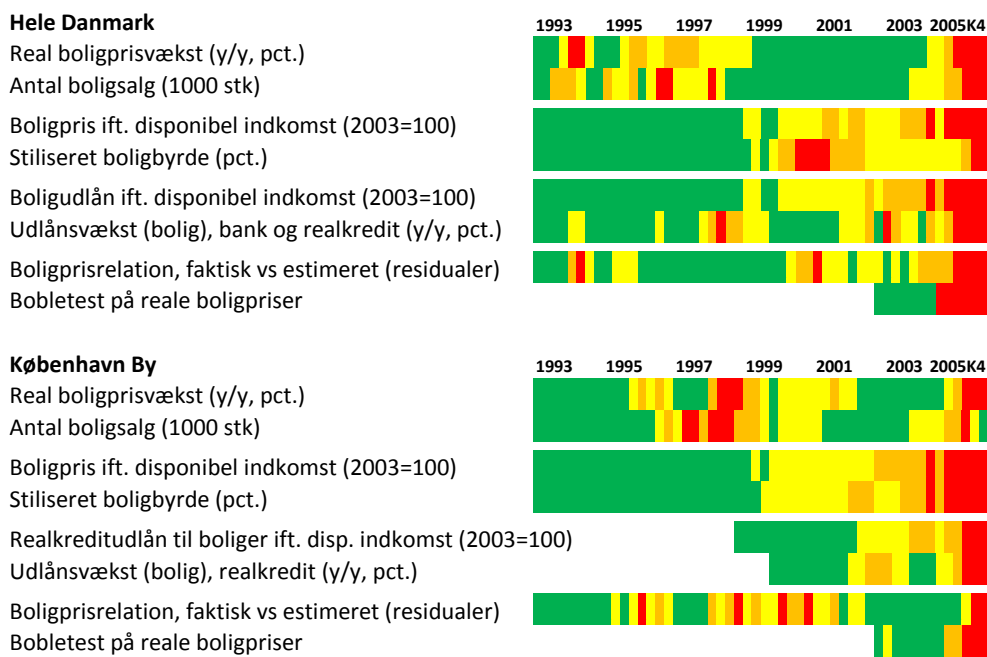 Hele Danmark 1993 1995 1997 1999 2001 2003 2005K4
Real boligprisvækst (y/y, pct.)
Antal boligsalg (1000 stk)
Boligpris ift. disponibel indkomst (2003=100)
Stiliseret boligbyrde (pct.)
Boligudlån ift. disponibel indkomst (2003=100)
Udlånsvækst (bolig), bank og realkredit (y/y, pct.)
Boligprisrelation, faktisk vs estimeret (residualer)
Bobletest på reale boligpriser
København By 1993 1995 1997 1999 2001 2003 2005K4
Real boligprisvækst (y/y, pct.)
Antal boligsalg (1000 stk)
Boligpris ift. disponibel indkomst (2003=100)
Stiliseret boligbyrde (pct.)
Realkreditudlån til boliger ift. disp. indkomst (2003=100)
Udlånsvækst (bolig), realkredit (y/y, pct.)
Boligprisrelation, faktisk vs estimeret (residualer)
Bobletest på reale boligpriser